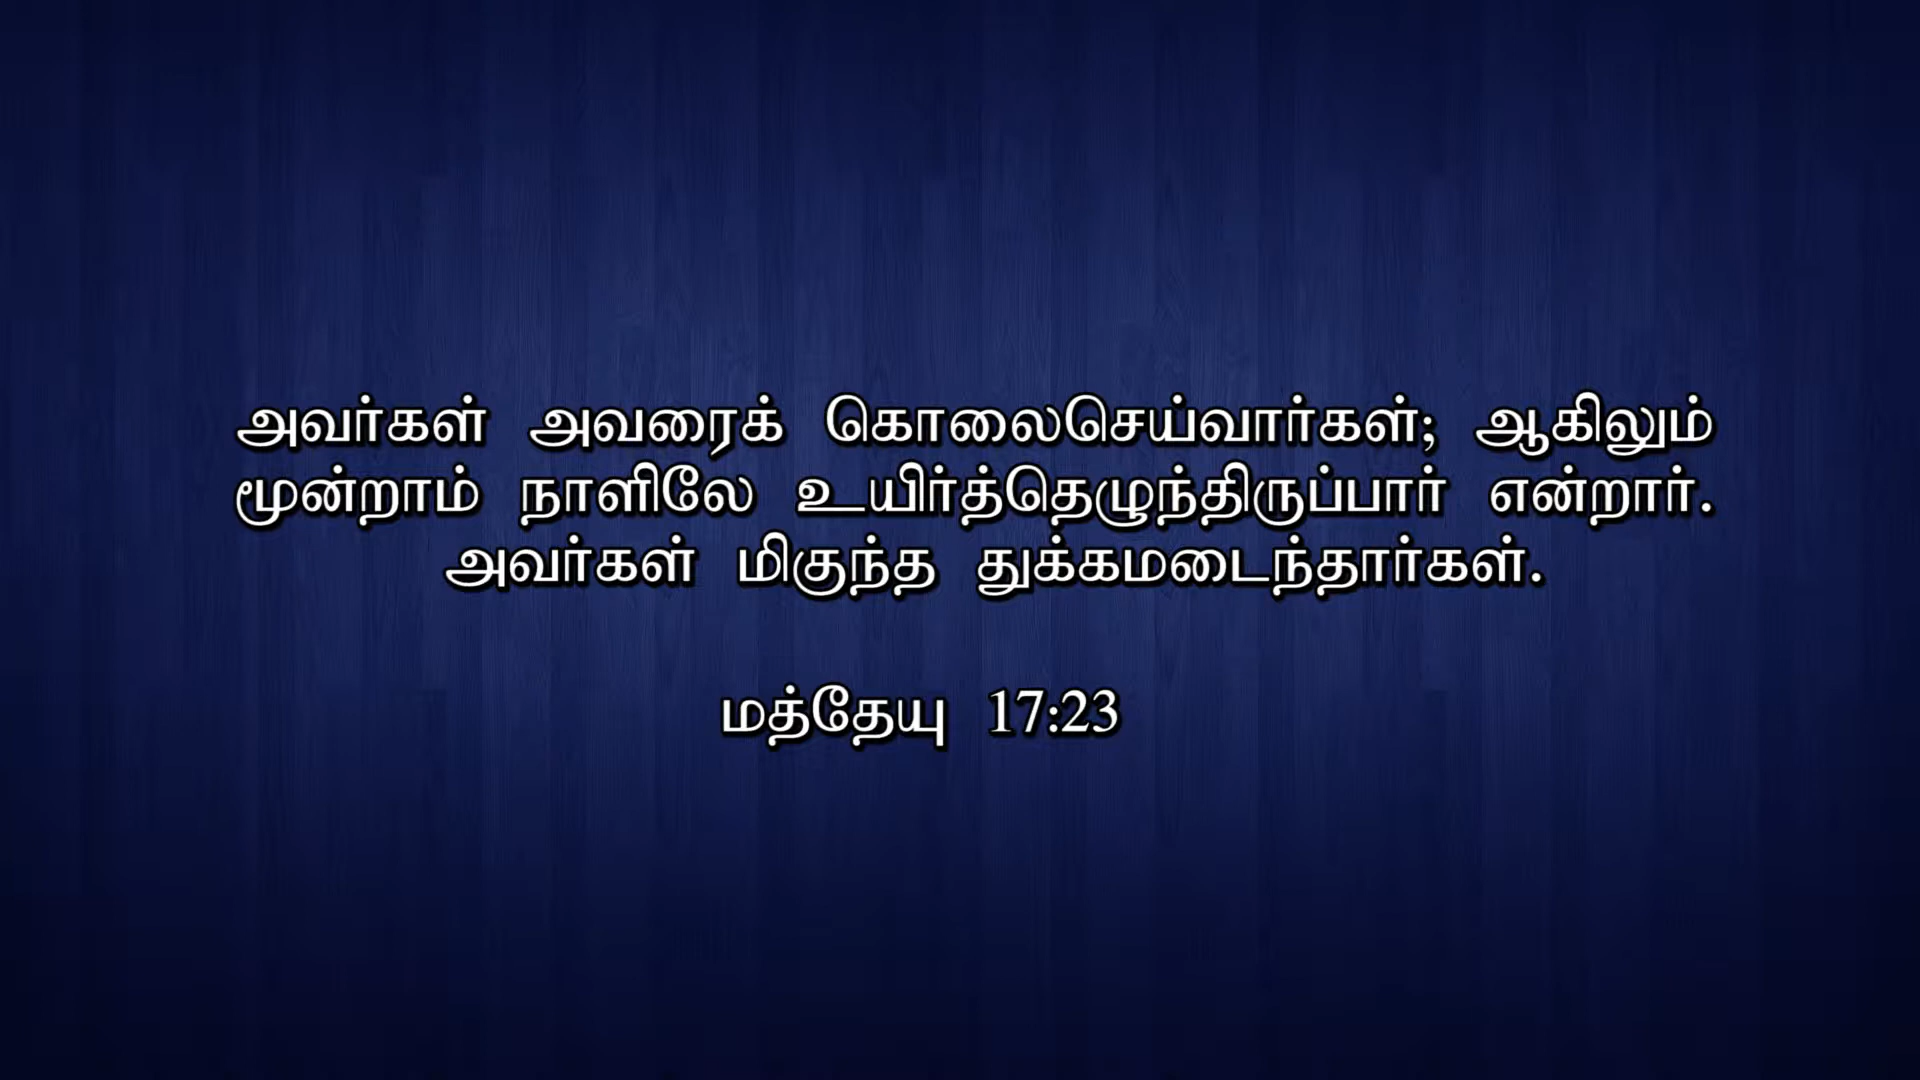 அவர்கள் அவரைக் கொலைசெய்வார்கள்; ஆகிலும்
மூன்றாம் நாளிலே உயிர்த்தெழுந்திருப்பார் என்றார்.
அவர்கள் மிகுந்த துக்கமடைந்தார்கள்.
மத்தேயு 17:23